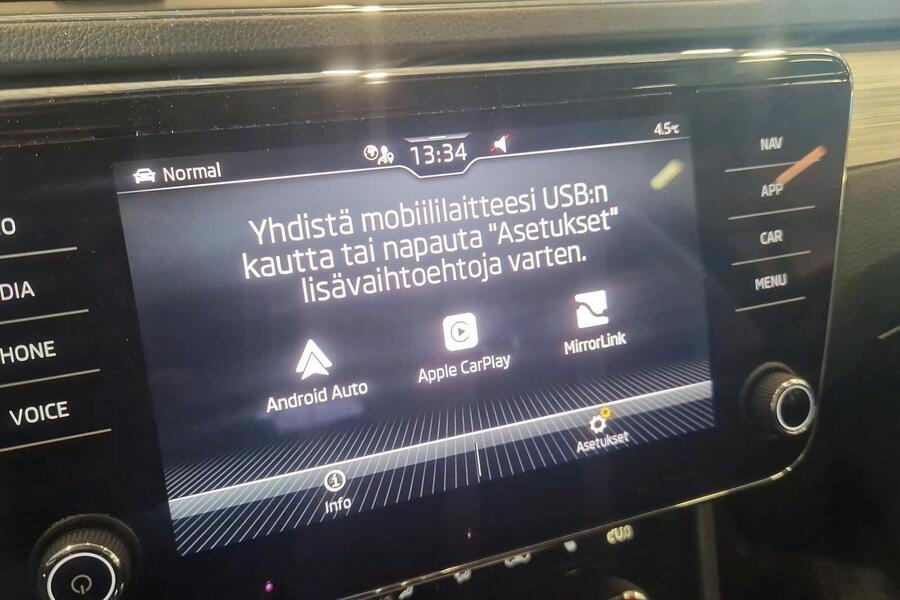 Normal
13:34
4.5°C
Yhdistä mobiililaitteesi USB:n
kautta tai napauta "Asetukset"
lisävaihtoehtoja varten.
Android Auto
Apple CarPlay
MirrorLink
Info
Asetukset
NAV
APP
CAR
MENU
O
DIA
HONE
VOICE